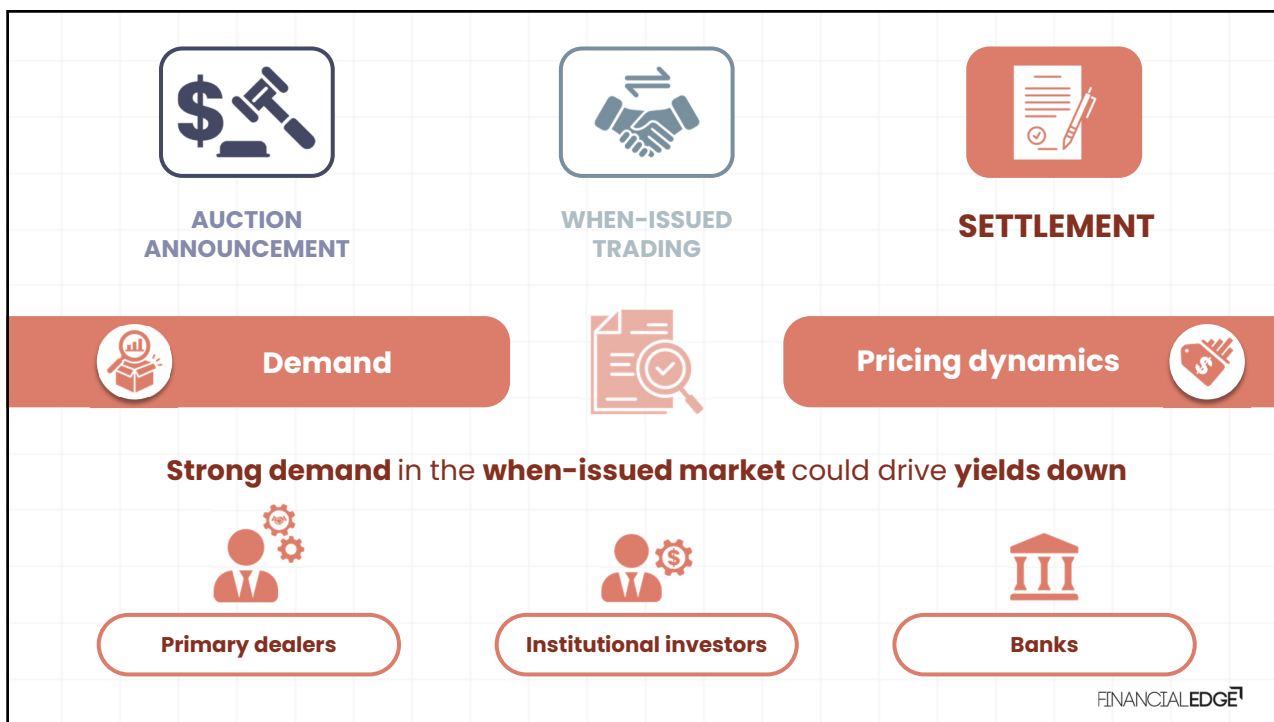 AUCTION
ANNOUNCEMENT
WHEN-ISSUED
TRADING
SETTLEMENT
Demand
Pricing dynamics
Strong demand in the when-issued market could drive yields down
Primary dealers
Institutional investors
Banks
FINANCIALEDGE